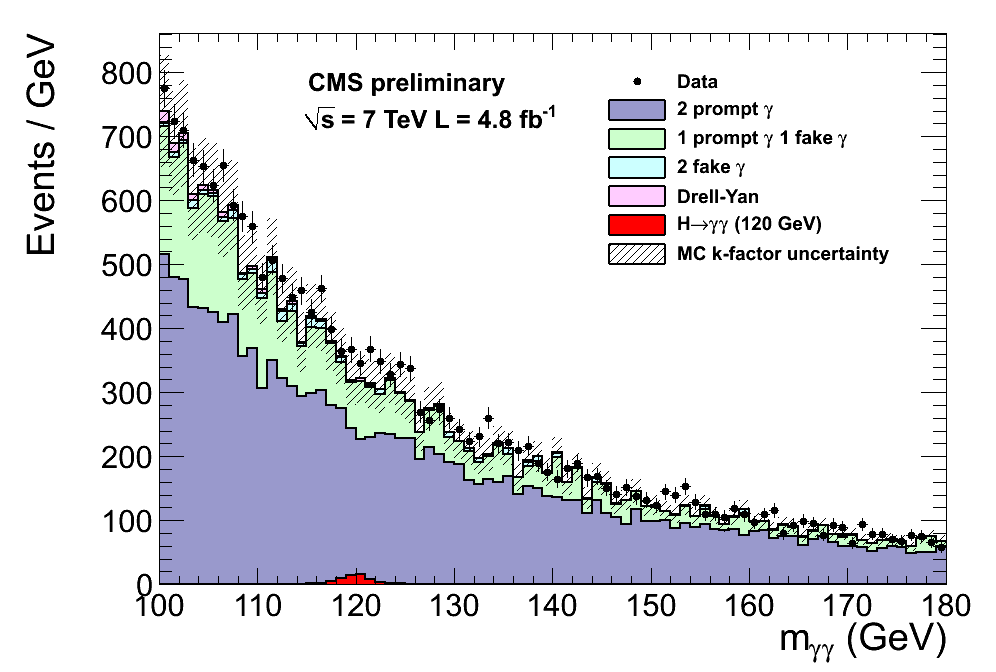 Events / GeV
800
700
600
500
400
300
200
100
0
CMS preliminary
√s = 7 TeV L = 4.8 fb⁻¹
Data
2 prompt γ
1 prompt γ 1 fake γ
2 fake γ
Drell-Yan
H→γγ (120 GeV)
MC k-factor uncertainty
100 110 120 130 140 150 160 170 180
m_γγ (GeV)